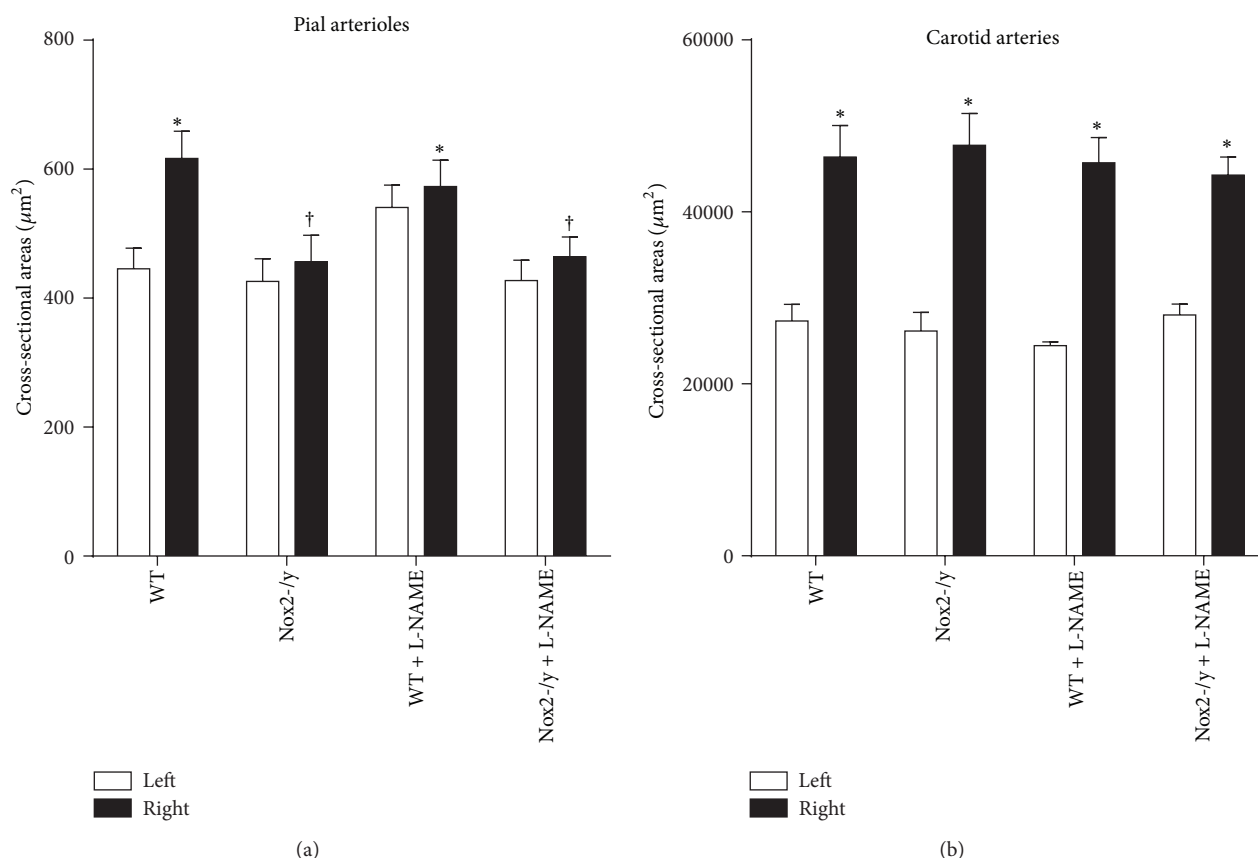 Pial arterioles
800
600
400
200
0
Cross-sectional areas (μm²)
*
†
*
†
WT
Nox2-/y
WT + L-NAME
Nox2-/y + L-NAME
Left
Right
(a)
Carotid arteries
60000
40000
20000
0
Cross-sectional areas (μm²)
*
*
*
*
WT
Nox2-/y
WT + L-NAME
Nox2-/y + L-NAME
Left
Right
(b)